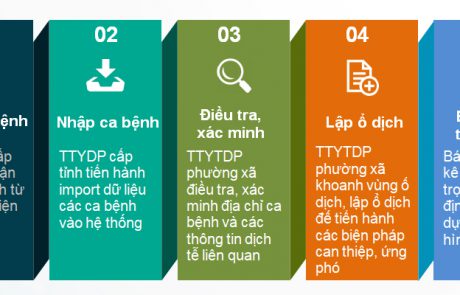 ệnh
ấp
ận
h từ
iện
02
Nhập ca bệnh
TTYDP cấp
tỉnh tiến hành
import dữ liệu
các ca bệnh
vào hệ thống
03
Điều tra,
xác minh
TTYTDP
phường xã
điều tra, xác
minh địa chỉ ca
bệnh và các
thông tin dịch
tễ liên quan
04
Lập ổ dịch
TTYTDP
phường xã
khoanh vùng ổ
dịch, lập ổ dịch
để tiến hành
các biện pháp
can thiệp, ứng
phó
B
t
Bá
kê
trọ
địn
dự
hìn